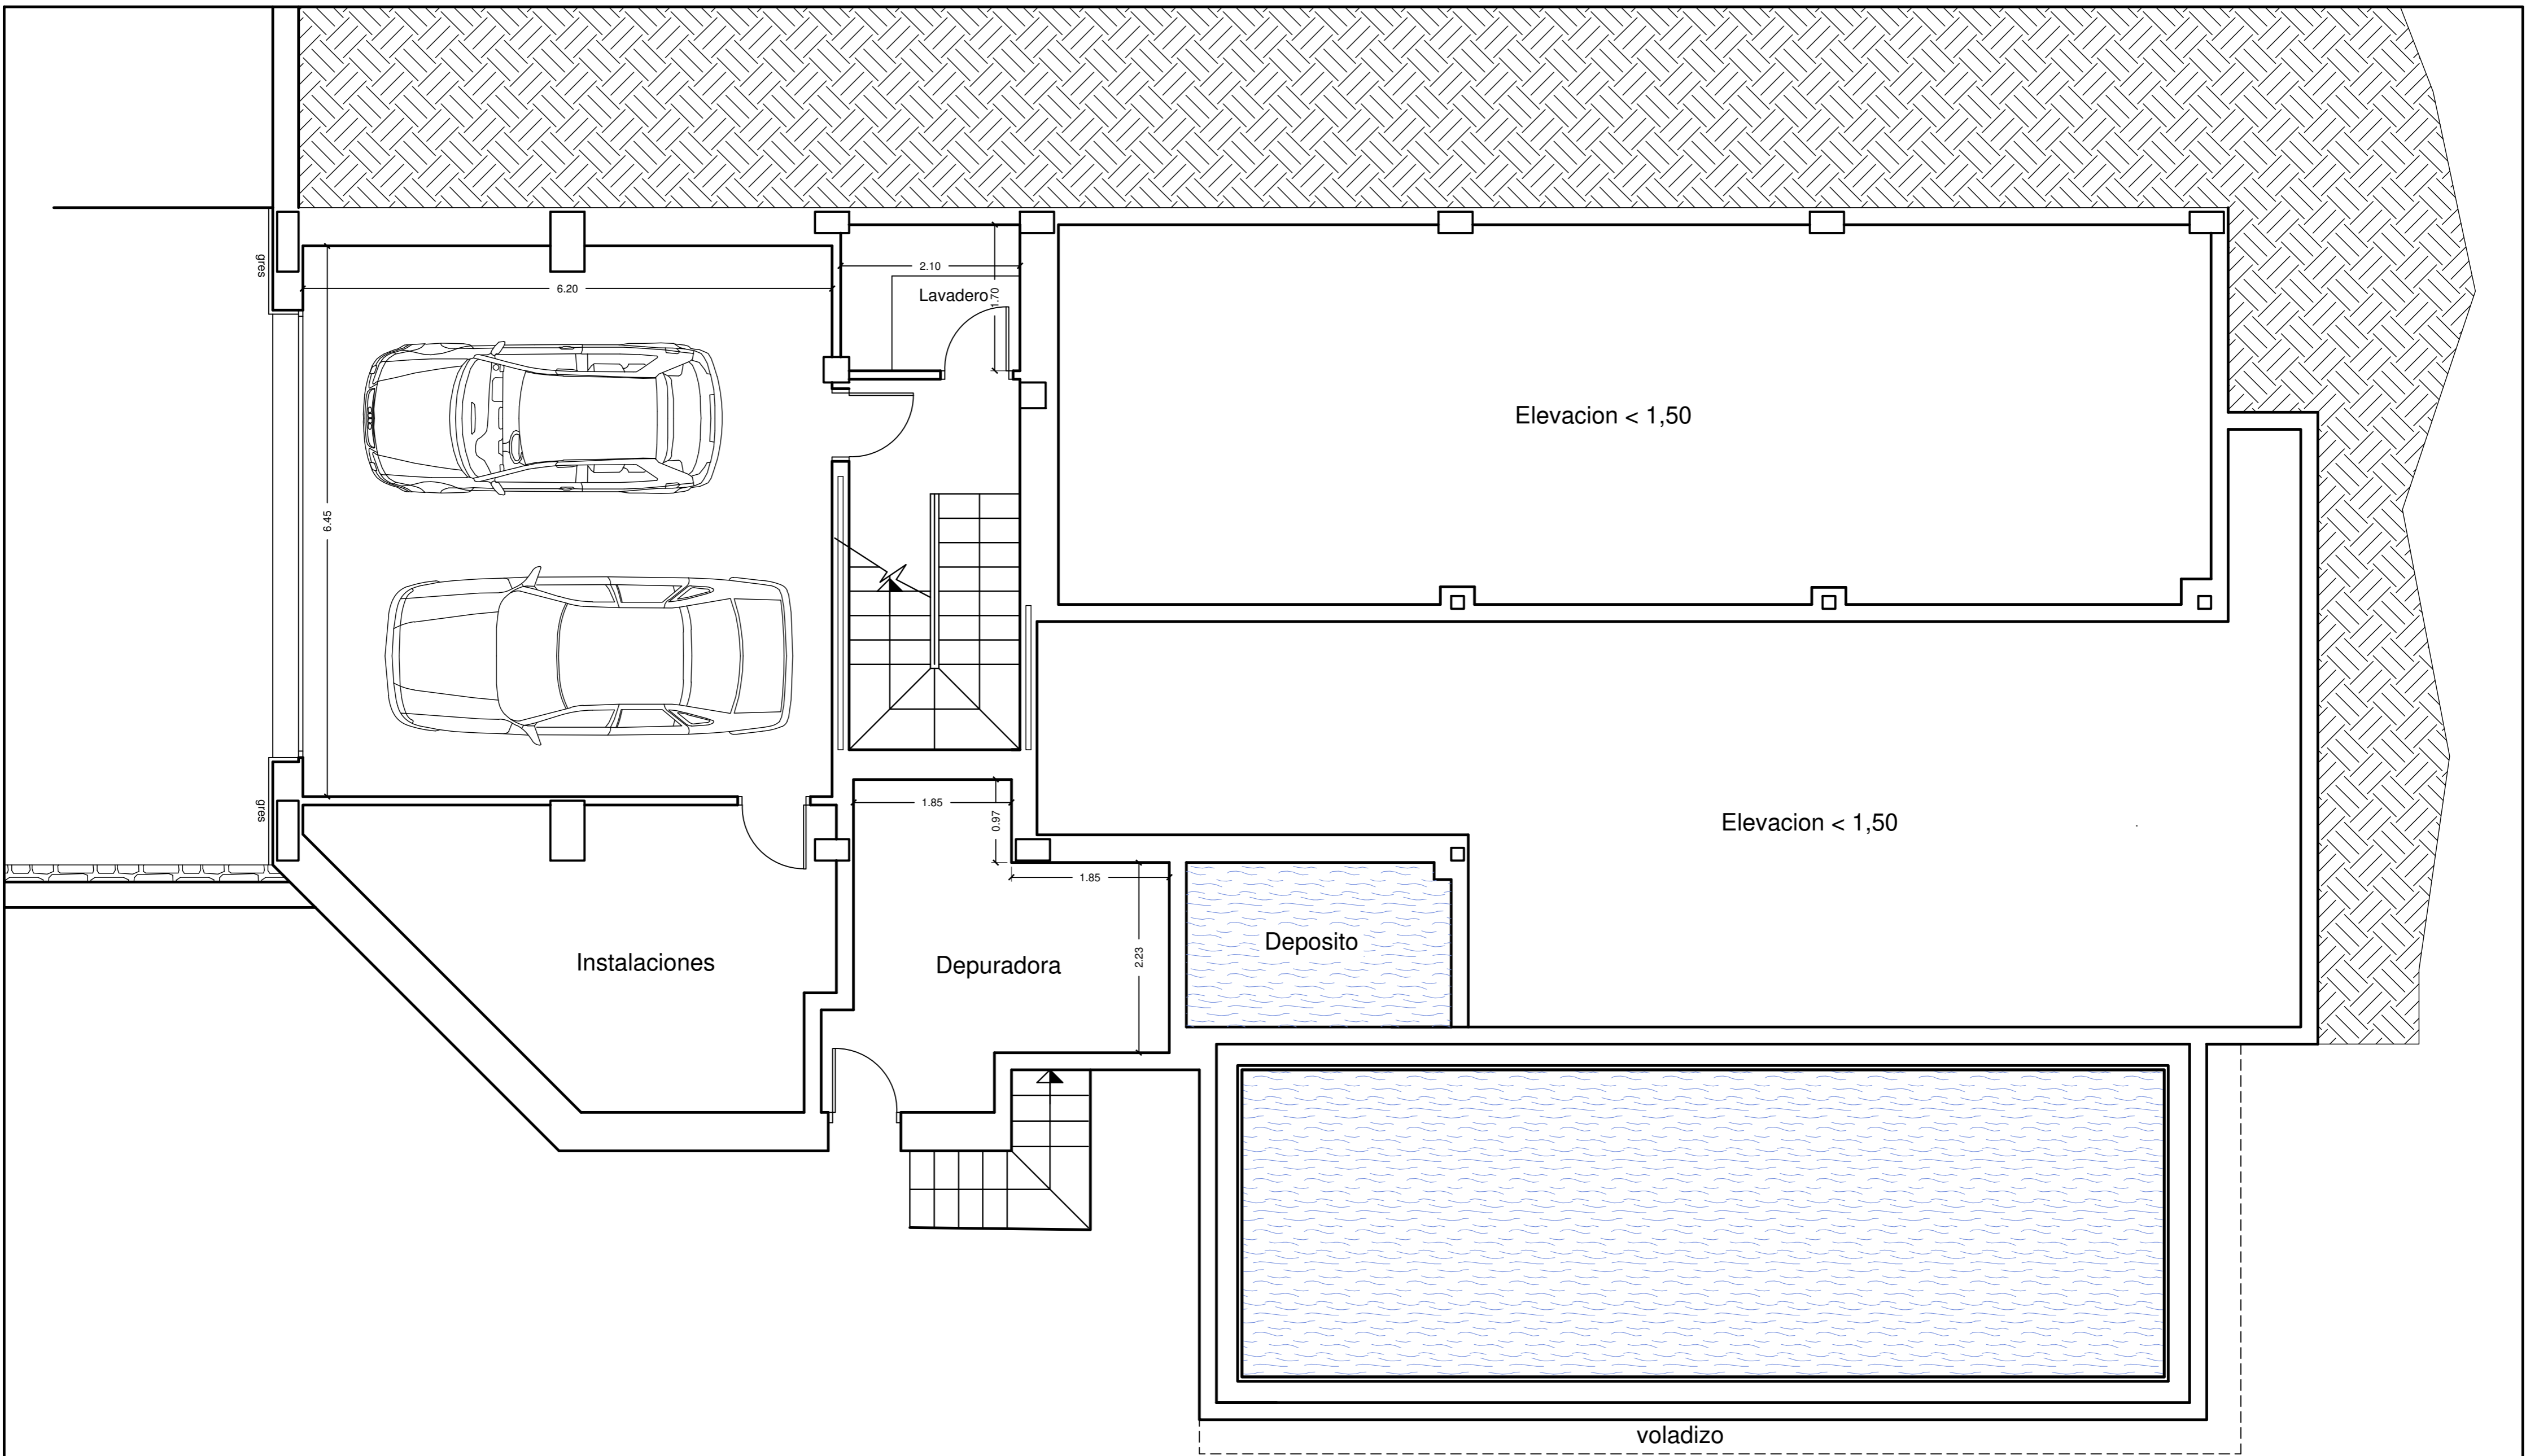 gres
2.10
6.20
Lavadero
1.70
Elevacion < 1,50
6.45
gres
1.85
0.97
Elevacion < 1,50
1.85
Deposito
2.23
Instalaciones
Depuradora
voladizo